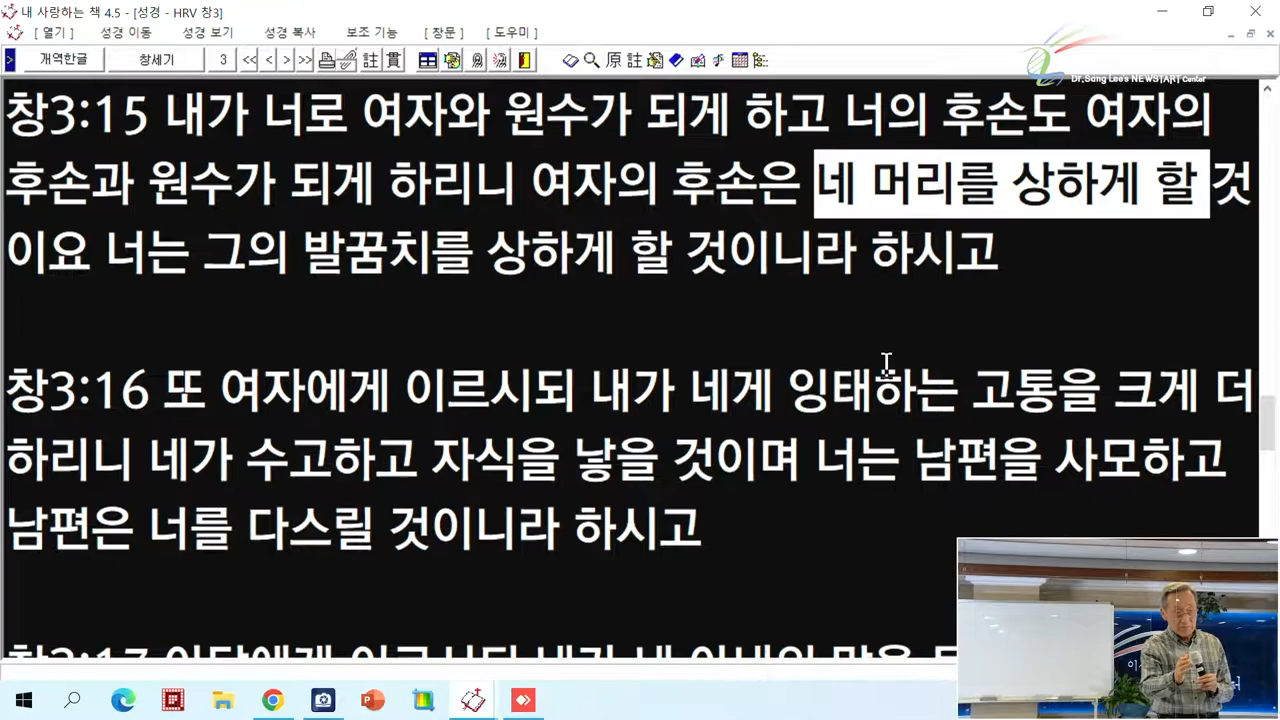 내 사랑하는 책 4.5 - [성경 - HRV 창3]
[ 열기 ] 성경 이동 성경 보기 성경 복사 보조 기능 [ 창문 ] [ 도우미 ]
개역한글 창세기 3 << < > >> 註 貫 原 註
Dr.Sang Lee's NEWSTART Center
창3:15 내가 너로 여자와 원수가 되게 하고 너의 후손도 여자의
후손과 원수가 되게 하리니 여자의 후손은 네 머리를 상하게 할 것
이요 너는 그의 발꿈치를 상하게 할 것이니라 하시고
창3:16 또 여자에게 이르시되 내가 네게 잉태하는 고통을 크게 더
하리니 네가 수고하고 자식을 낳을 것이며 너는 남편을 사모하고
남편은 너를 다스릴 것이니라 하시고